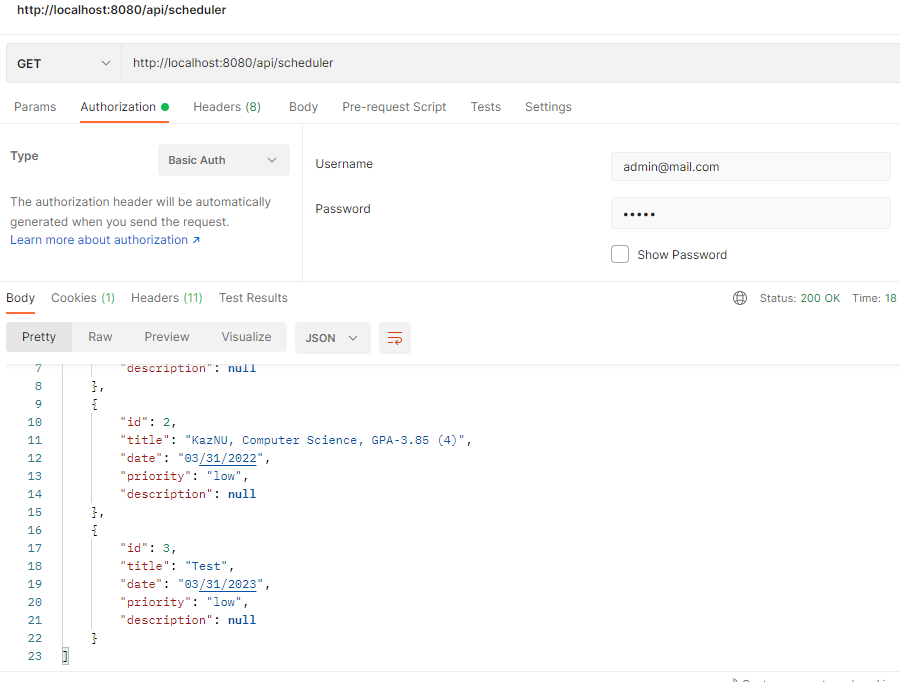 http://localhost:8080/api/scheduler
GET http://localhost:8080/api/scheduler
Params Authorization Headers (8) Body Pre-request Script Tests Settings
Type Basic Auth
The authorization header will be automatically
generated when you send the request.
Learn more about authorization ↗
Username admin@mail.com
Password •••••
Show Password
Body Cookies (1) Headers (11) Test Results Status: 200 OK Time: 18
Pretty Raw Preview Visualize JSON
7 "description": null
8 },
9 {
10 "id": 2,
11 "title": "KazNU, Computer Science, GPA-3.85 (4)",
12 "date": "03/31/2022",
13 "priority": "low",
14 "description": null
15 },
16 {
17 "id": 3,
18 "title": "Test",
19 "date": "03/31/2023",
20 "priority": "low",
21 "description": null
22 }
23 ]